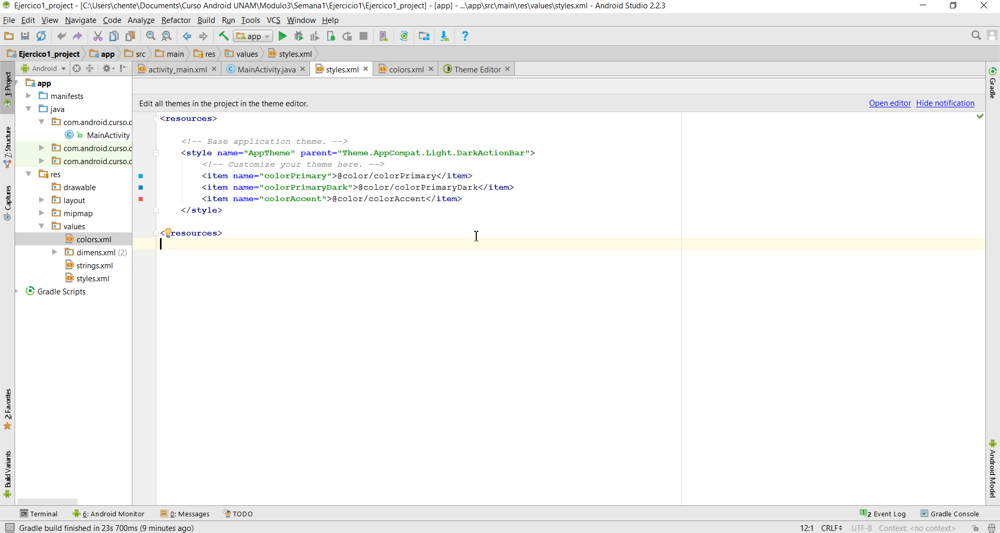 Ejercico1_project - [C:\Users\chente\Documents\Curso Android UNAM\Modulo3\Semana1\Ejercicio1\Ejercico1_project] - [app] - ...\app\src\main\res\values\styles.xml - Android Studio 2.2.3
File Edit View Navigate Code Analyze Refactor Build Run Tools VCS Window Help
app
Ejercico1_project app src main res values styles.xml
Android
activity_main.xml MainActivity.java styles.xml colors.xml Theme Editor
1: Project
7: Structure
Captures
2: Favorites
Build Variants
app
manifests
java
com.android.curso.c
MainActivity
com.android.curso.c
com.android.curso.c
res
drawable
layout
mipmap
values
colors.xml
dimens.xml (2)
strings.xml
styles.xml
Gradle Scripts
Edit all themes in the project in the theme editor. Open editor Hide notification
<resources>
<!-- Base application theme. -->
<style name="AppTheme" parent="Theme.AppCompat.Light.DarkActionBar">
<!-- Customize your theme here. -->
<item name="colorPrimary">@color/colorPrimary</item>
<item name="colorPrimaryDark">@color/colorPrimaryDark</item>
<item name="colorAccent">@color/colorAccent</item>
</style>
<resources>
Gradle
Android Model
Terminal 6: Android Monitor 0: Messages TODO 2 Event Log Gradle Console
Gradle build finished in 23s 700ms (9 minutes ago) 12:1 CRLF UTF-8 Context: <no context>